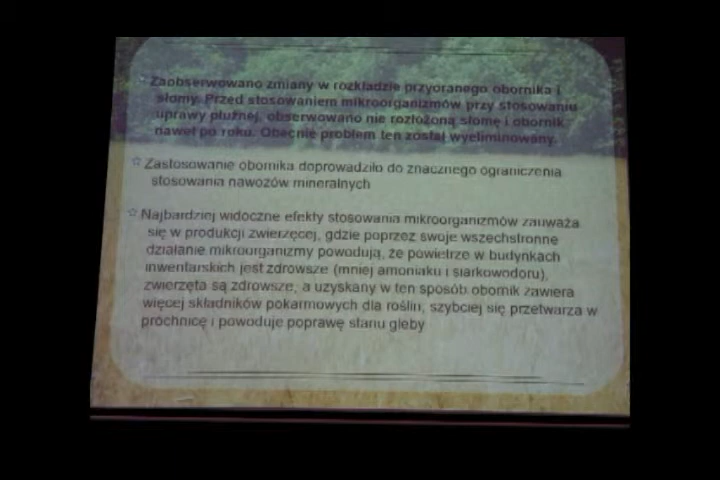 Zaobserwowano zmiany w rozkładzie przyoranego obornika i
słomy. Przed stosowaniem mikroorganizmów przy stosowaniu
uprawy płużnej, obserwowano nie rozłożoną słomę i obornik
nawet po roku. Obecnie problem ten został wyeliminowany.
Zastosowanie obornika doprowadziło do znacznego ograniczenia
stosowania nawozów mineralnych
Najbardziej widoczne efekty stosowania mikroorganizmów zauważa
się w produkcji zwierzęcej, gdzie poprzez swoje wszechstronne
działanie mikroorganizmy powodują, że powietrze w budynkach
inwentarskich jest zdrowsze (mniej amoniaku i siarkowodoru),
zwierzęta są zdrowsze, a uzyskany w ten sposób obornik zawiera
więcej składników pokarmowych dla roślin, szybciej się przetwarza w
próchnicę i powoduje poprawę stanu gleby